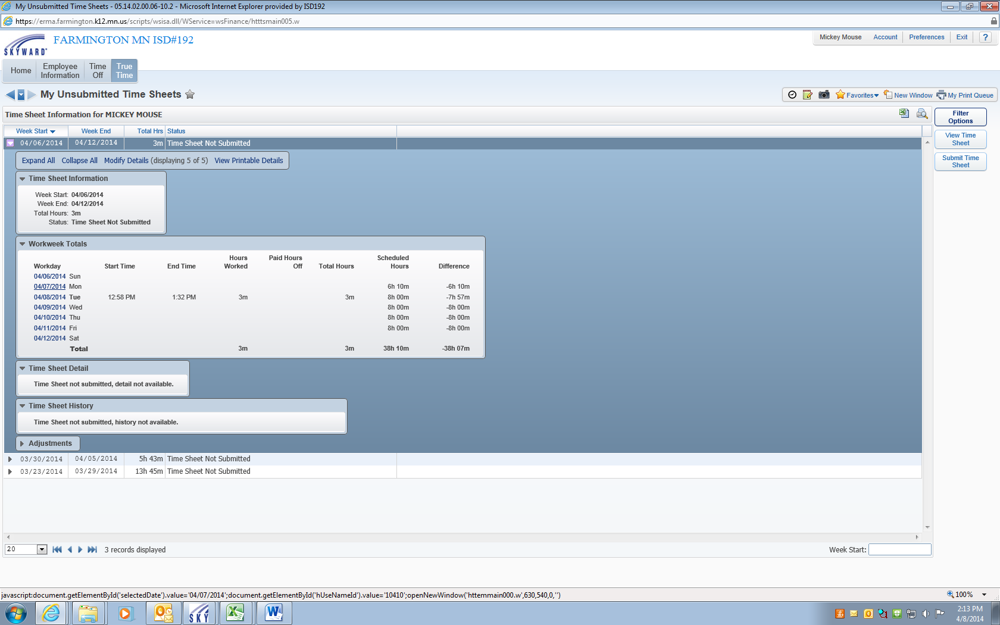 My Unsubmitted Time Sheets - 05.14.02.00.06-10.2 - Microsoft Internet Explorer provided by ISD192
https://erma.farmington.k12.mn.us/scripts/wsisa.dll/WService=wsFinance/htttsmain005.w
SKYWARD
FARMINGTON MN ISD#192
Mickey Mouse Account Preferences Exit ?
Home Employee Information Time Off True Time
My Unsubmitted Time Sheets
Favorites New Window My Print Queue
Time Sheet Information for MICKEY MOUSE
Filter Options
View Time Sheet
Submit Time Sheet
Week Start Week End Total Hrs Status
04/06/2014 04/12/2014 3m Time Sheet Not Submitted
Expand All Collapse All Modify Details (displaying 5 of 5) View Printable Details
Time Sheet Information
Week Start: 04/06/2014
Week End: 04/12/2014
Total Hours: 3m
Status: Time Sheet Not Submitted
Workweek Totals
Workday Start Time End Time Hours Worked Paid Hours Off Total Hours Scheduled Hours Difference
04/06/2014 Sun
04/07/2014 Mon 6h 10m -6h 10m
04/08/2014 Tue 12:58 PM 1:32 PM 3m 3m 8h 00m -7h 57m
04/09/2014 Wed 8h 00m -8h 00m
04/10/2014 Thu 8h 00m -8h 00m
04/11/2014 Fri 8h 00m -8h 00m
04/12/2014 Sat
Total 3m 3m 38h 10m -38h 07m
Time Sheet Detail
Time Sheet not submitted, detail not available.
Time Sheet History
Time Sheet not submitted, history not available.
Adjustments
03/30/2014 04/05/2014 5h 43m Time Sheet Not Submitted
03/23/2014 03/29/2014 13h 45m Time Sheet Not Submitted
20 3 records displayed Week Start:
javascript:document.getElementById('selectedDate').value='04/07/2014';document.getElementById('hUseNameId').value='10410';openNewWindow('httemmain000.w',630,540,0,'')
100%
SKY
2:13 PM
4/8/2014